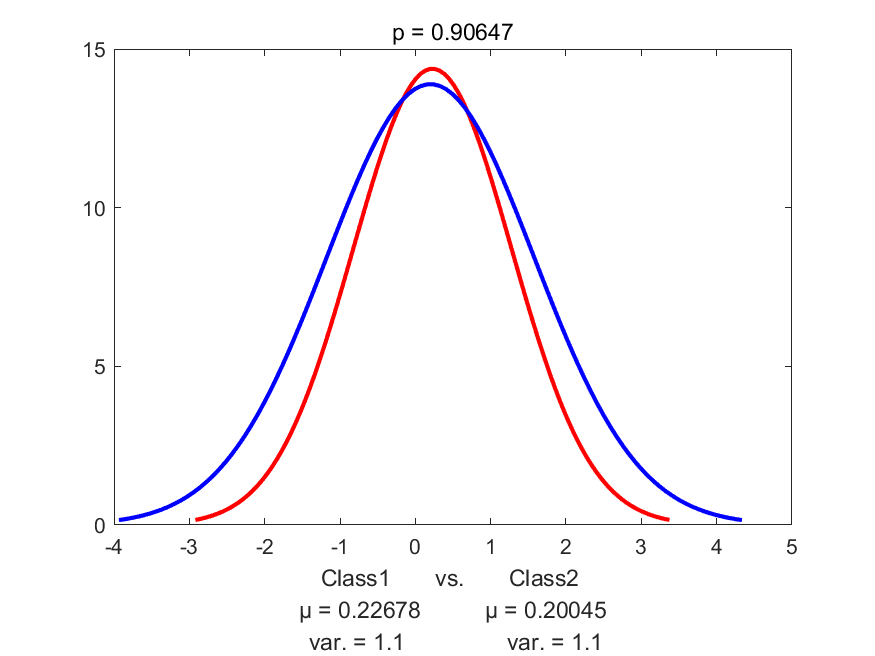 p = 0.90647
15
10
5
0
-4 -3 -2 -1 0 1 2 3 4 5
Class1 vs. Class2
μ = 0.22678 μ = 0.20045
var. = 1.1 var. = 1.1